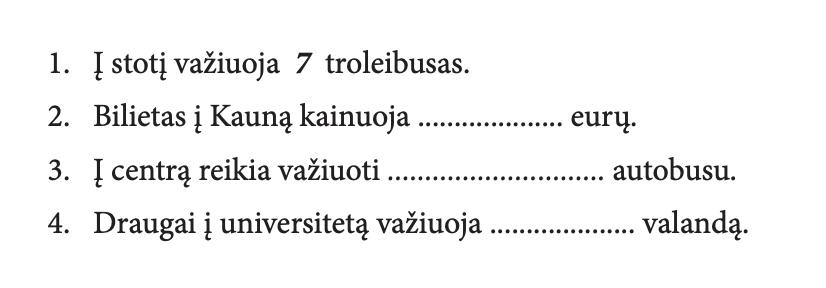 1. Į stotį važiuoja 7 troleibusas.
2. Bilietas į Kauną kainuoja .................... eurų.
3. Į centrą reikia važiuoti ............................. autobusu.
4. Draugai į universitetą važiuoja .................... valandą.